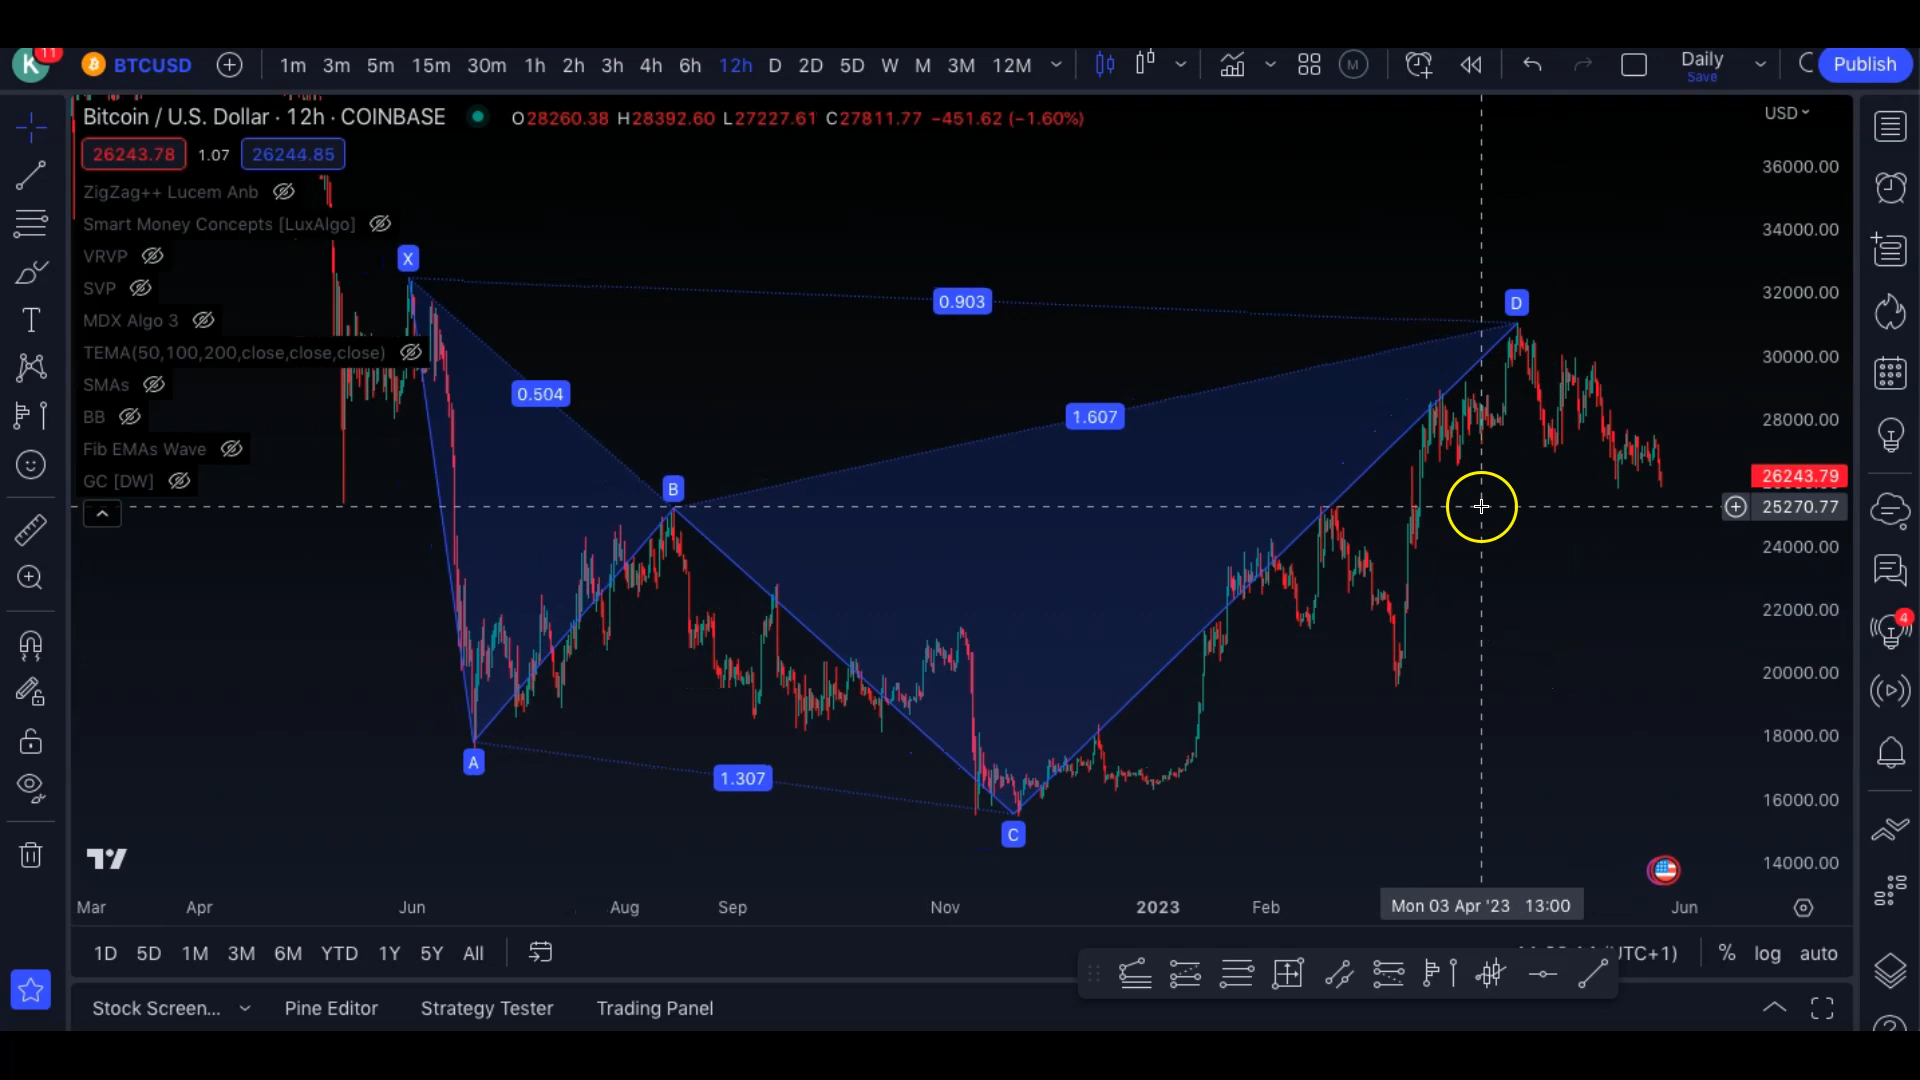 K 11 BTCUSD 1m 3m 5m 15m 30m 1h 2h 3h 4h 6h 12h D 2D 5D W M 3M 12M M Daily Publish
Save
Bitcoin / U.S. Dollar · 12h · COINBASE O28260.38 H28392.60 L27227.61 C27811.77 −451.62 (−1.60%) USD
26243.78 1.07 26244.85
ZigZag++ Lucem Anb
Smart Money Concepts [LuxAlgo]
VRVP
SVP
MDX Algo 3
TEMA(50,100,200,close,close,close)
SMAs
BB
Fib EMAs Wave
GC [DW]
36000.00
34000.00
32000.00
30000.00
28000.00
26243.79
25270.77
24000.00
22000.00
20000.00
18000.00
16000.00
14000.00
X
0.903
D
0.504
1.607
B
A
1.307
C
T
4
Mar Apr Jun Aug Sep Nov 2023 Feb Mon 03 Apr '23 13:00 Jun
1D 5D 1M 3M 6M YTD 1Y 5Y All UTC+1) % log auto
Stock Screen... Pine Editor Strategy Tester Trading Panel